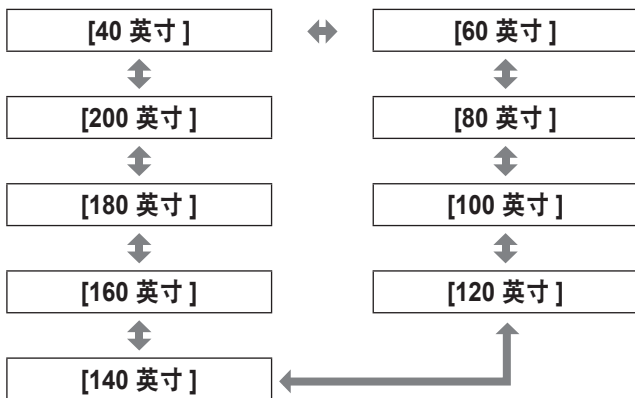 [40 英寸 ]
[60 英寸 ]
[200 英寸 ]
[80 英寸 ]
[180 英寸 ]
[100 英寸 ]
[160 英寸 ]
[120 英寸 ]
[140 英寸 ]